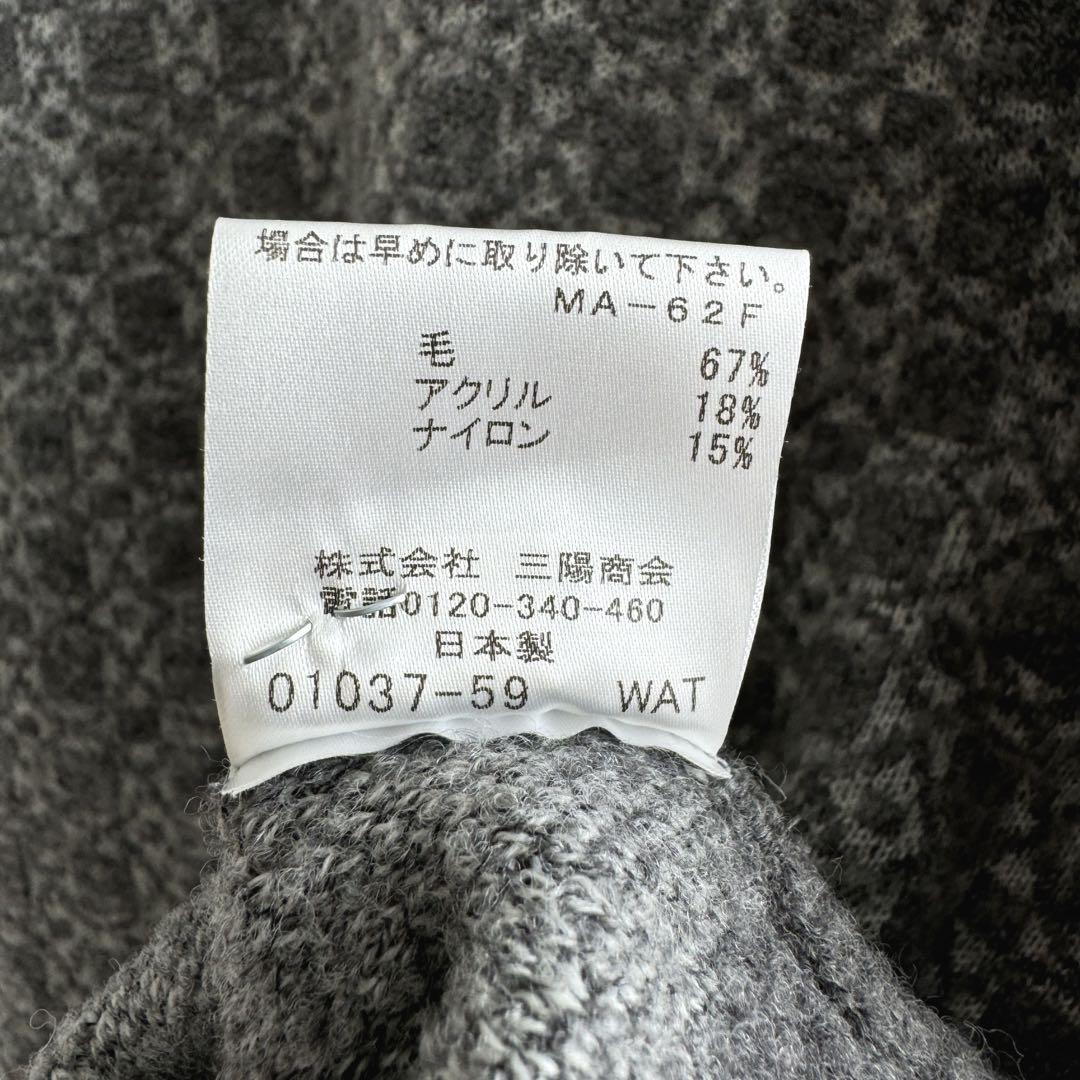 場合は早めに取り除いて下さい。
MA-62F
毛 67%
アクリル 18%
ナイロン 15%
株式会社 三陽商会
電話0120-340-460
日本製
01037-59 WAT